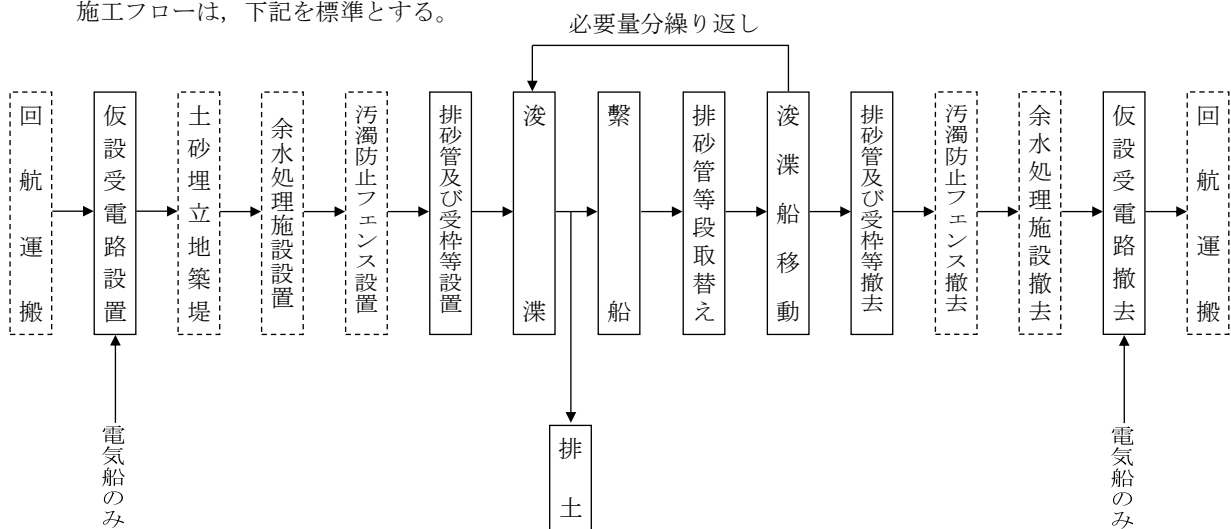 施工フローは，下記を標準とする。
必要量分繰り返し
回航運搬
仮設受電路設置
土砂埋立地築堤
余水処理施設設置
汚濁防止フェンス設置
排砂管及び受枠等設置
浚渫
繫船
排砂管等段取替え
浚渫船移動
排砂管及び受枠等撤去
汚濁防止フェンス撤去
余水処理施設撤去
仮設受電路撤去
回航運搬
電気船のみ
排土
電気船のみ